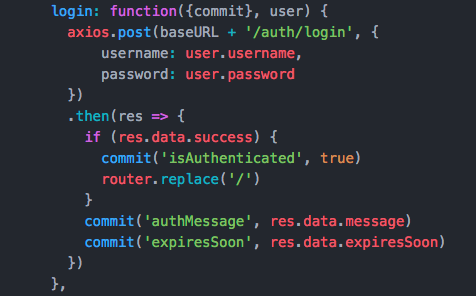 login: function({commit}, user) {
  axios.post(baseURL + '/auth/login', {
      username: user.username,
      password: user.password
  })
  .then(res => {
    if (res.data.success) {
      commit('isAuthenticated', true)
      router.replace('/')
    }
    commit('authMessage', res.data.message)
    commit('expiresSoon', res.data.expiresSoon)
  })
},